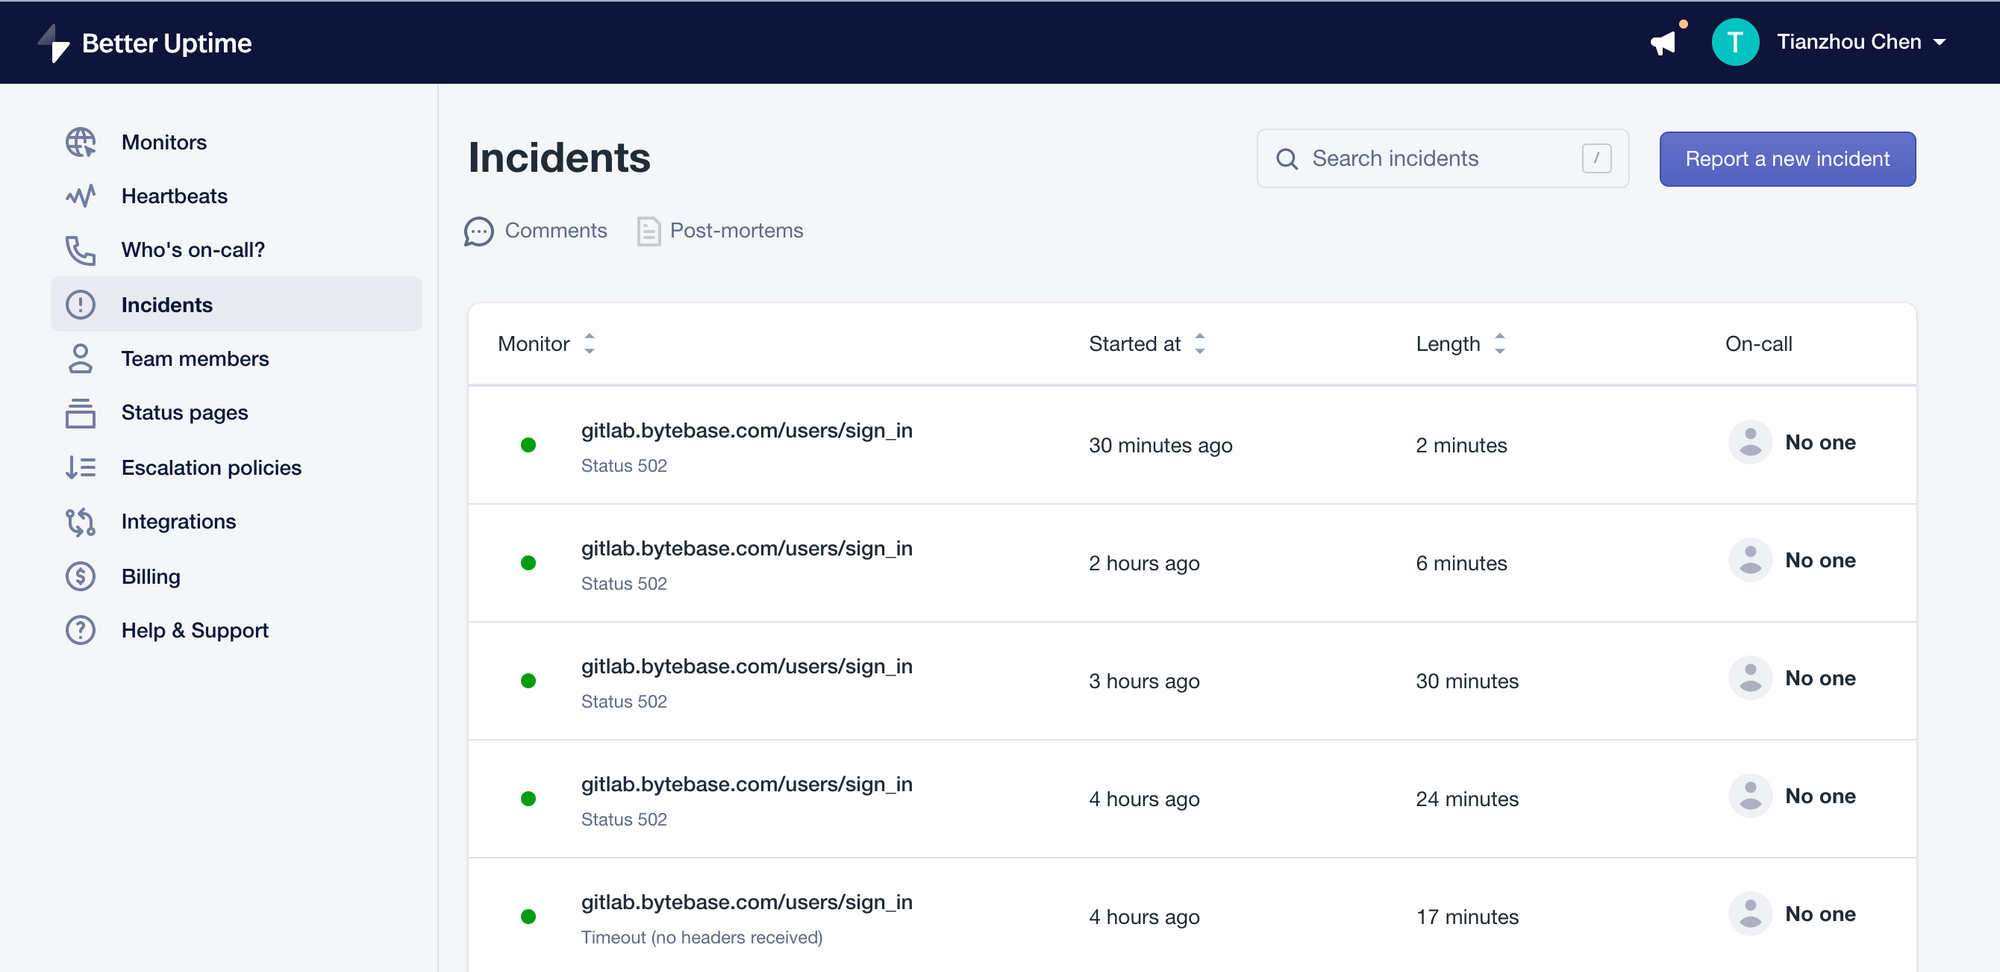 Better Uptime
T
Tianzhou Chen
Monitors
Heartbeats
Who's on-call?
Incidents
Team members
Status pages
Escalation policies
Integrations
Billing
Help & Support
Incidents
Search incidents /
Report a new incident
Comments Post-mortems
Monitor Started at Length On-call
gitlab.bytebase.com/users/sign_in
Status 502
30 minutes ago 2 minutes No one
gitlab.bytebase.com/users/sign_in
Status 502
2 hours ago 6 minutes No one
gitlab.bytebase.com/users/sign_in
Status 502
3 hours ago 30 minutes No one
gitlab.bytebase.com/users/sign_in
Status 502
4 hours ago 24 minutes No one
gitlab.bytebase.com/users/sign_in
Timeout (no headers received)
4 hours ago 17 minutes No one